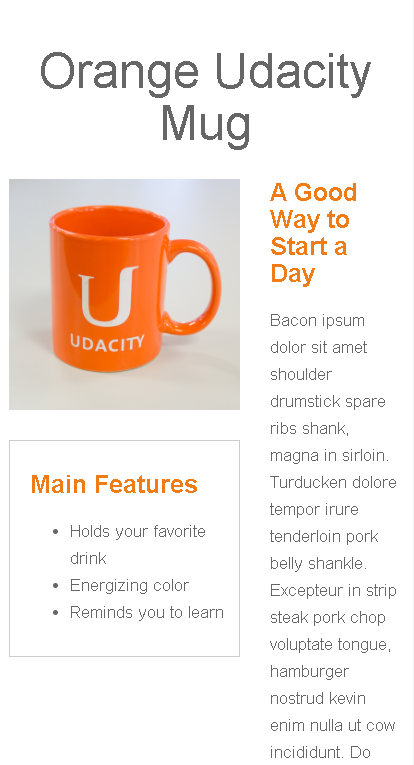 Orange Udacity
Mug
U
UDACITY
Main Features
Holds your favorite
drink
Energizing color
Reminds you to learn
A Good
Way to
Start a
Day
Bacon ipsum
dolor sit amet
shoulder
drumstick spare
ribs shank,
magna in sirloin.
Turducken dolore
tempor irure
tenderloin pork
belly shankle.
Excepteur in strip
steak pork chop
voluptate tongue,
hamburger
nostrud kevin
enim nulla ut cow
incididunt. Do